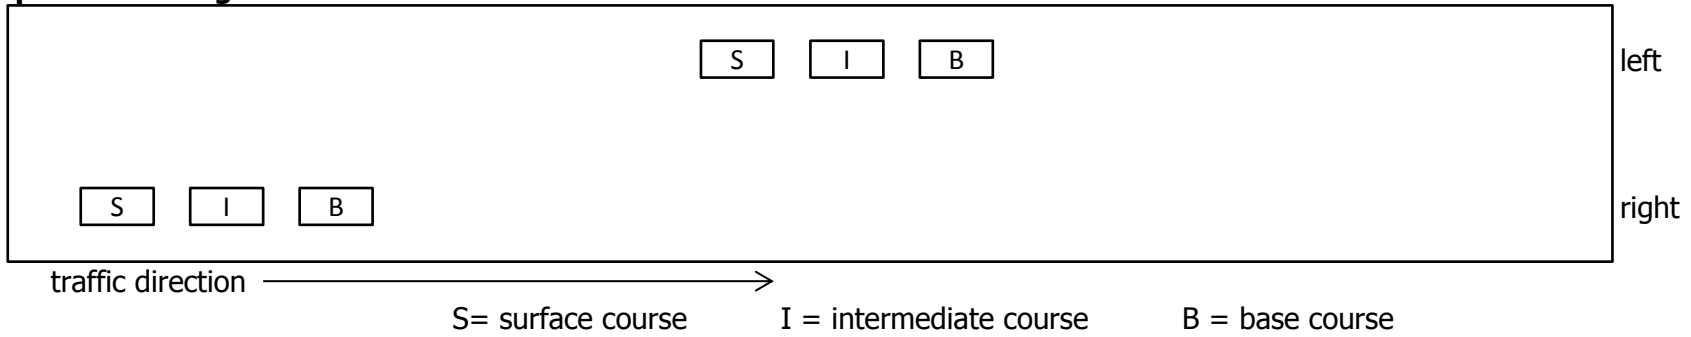 S I B left
S I B right
traffic direction
S= surface course I = intermediate course B = base course